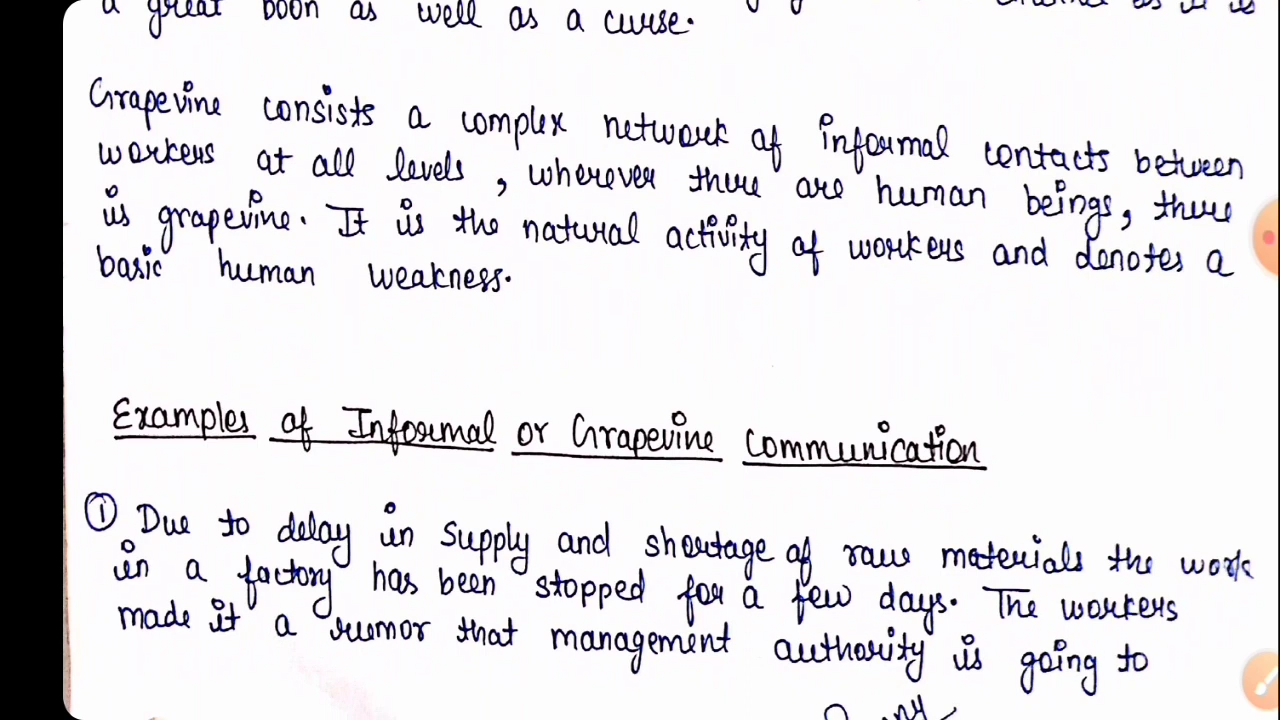 a great boon as well as a curse.
Grapevine consists a complex network of informal contacts between
workers at all levels, wherever there are human beings, there
is grapevine. It is the natural activity of workers and denotes a
basic human weakness.
Examples of Informal or Grapevine Communication
① Due to delay in supply and shortage of raw materials the work
in a factory has been stopped for a few days. The workers
made it a rumor that management authority is going to